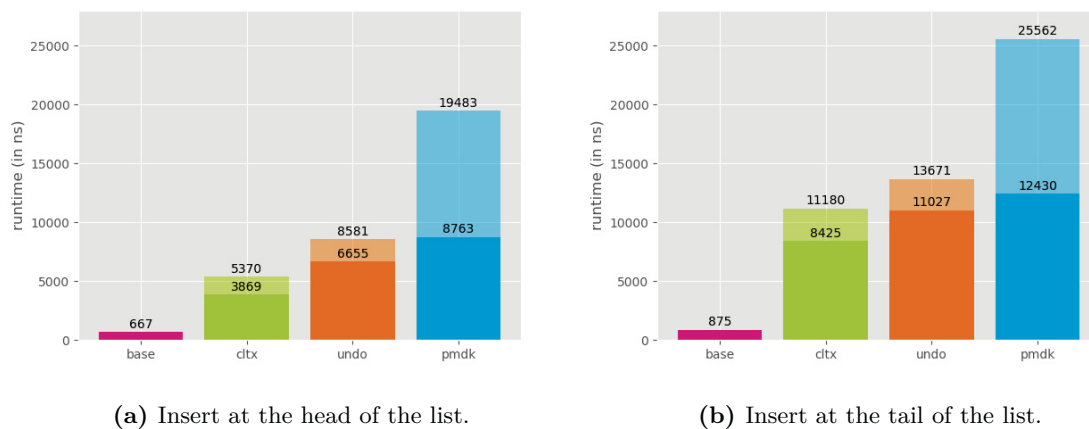 25000
20000
15000
10000
5000
0
runtime (in ns)
667
5370
3869
8581
6655
19483
8763
base
cltx
undo
pmdk
(a) Insert at the head of the list.
25000
20000
15000
10000
5000
0
runtime (in ns)
875
11180
8425
13671
11027
25562
12430
base
cltx
undo
pmdk
(b) Insert at the tail of the list.